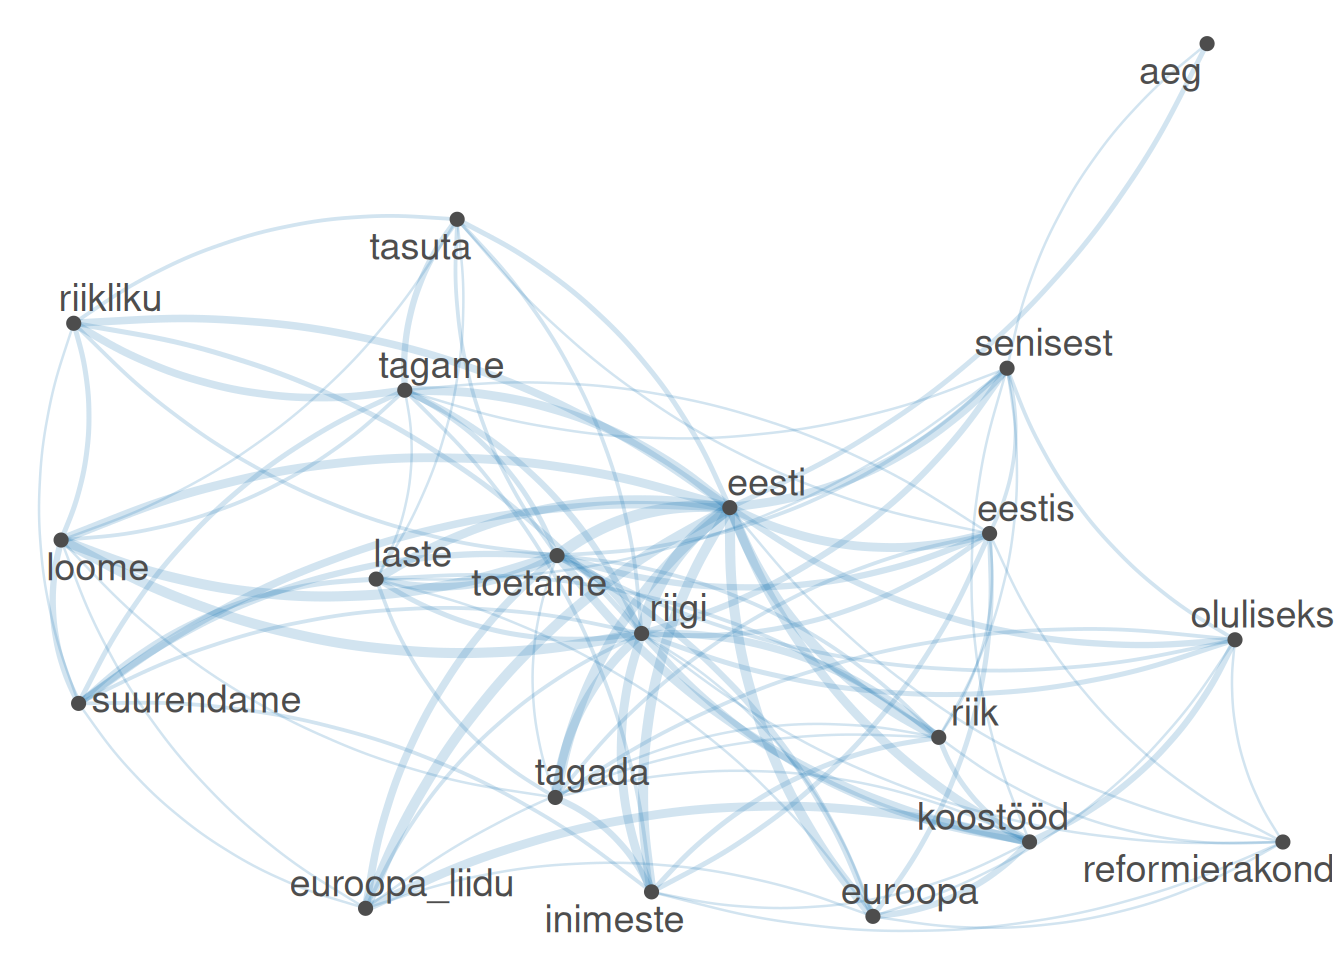 aeg
tasuta
riikliku
senisest
tagame
eesti
eestis
laste
loome
toetame
riigi
oluliseks
suurendame
riik
tagada
koostööd
reformierakond
euroopa_liidu
euroopa
inimeste